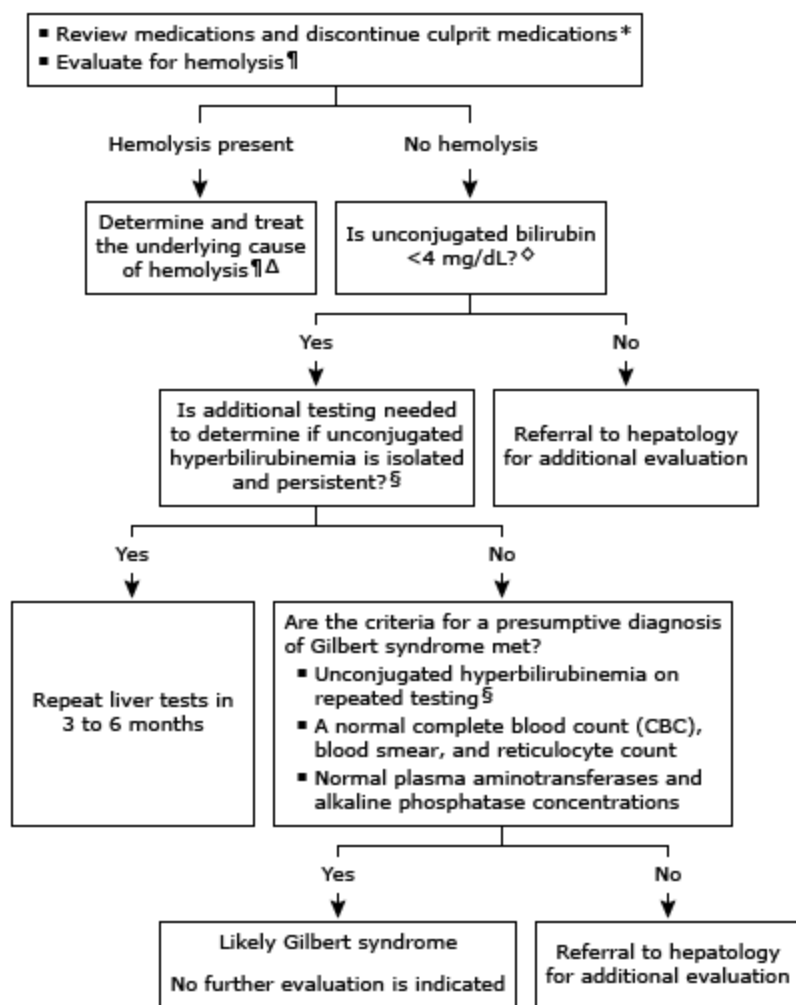 ▪ Review medications and discontinue culprit medications*
▪ Evaluate for hemolysis¶
Hemolysis present
No hemolysis
Determine and treat
the underlying cause
of hemolysis¶Δ
Is unconjugated bilirubin
<4 mg/dL?◇
Yes
No
Is additional testing needed
to determine if unconjugated
hyperbilirubinemia is isolated
and persistent?§
Referral to hepatology
for additional evaluation
Yes
No
Repeat liver tests in
3 to 6 months
Are the criteria for a presumptive diagnosis
of Gilbert syndrome met?
▪ Unconjugated hyperbilirubinemia on
repeated testing§
▪ A normal complete blood count (CBC),
blood smear, and reticulocyte count
▪ Normal plasma aminotransferases and
alkaline phosphatase concentrations
Yes
No
Likely Gilbert syndrome
No further evaluation is indicated
Referral to hepatology
for additional evaluation